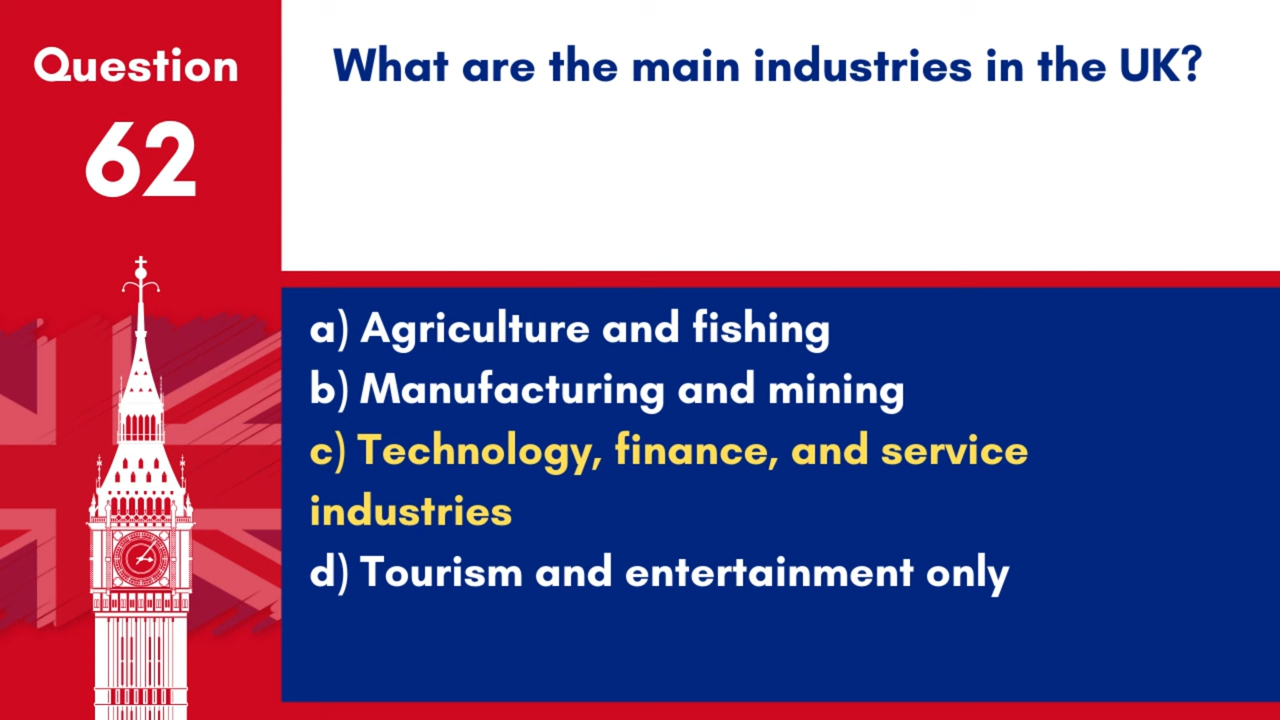 Question
62
What are the main industries in the UK?
a) Agriculture and fishing
b) Manufacturing and mining
c) Technology, finance, and service
industries
d) Tourism and entertainment only